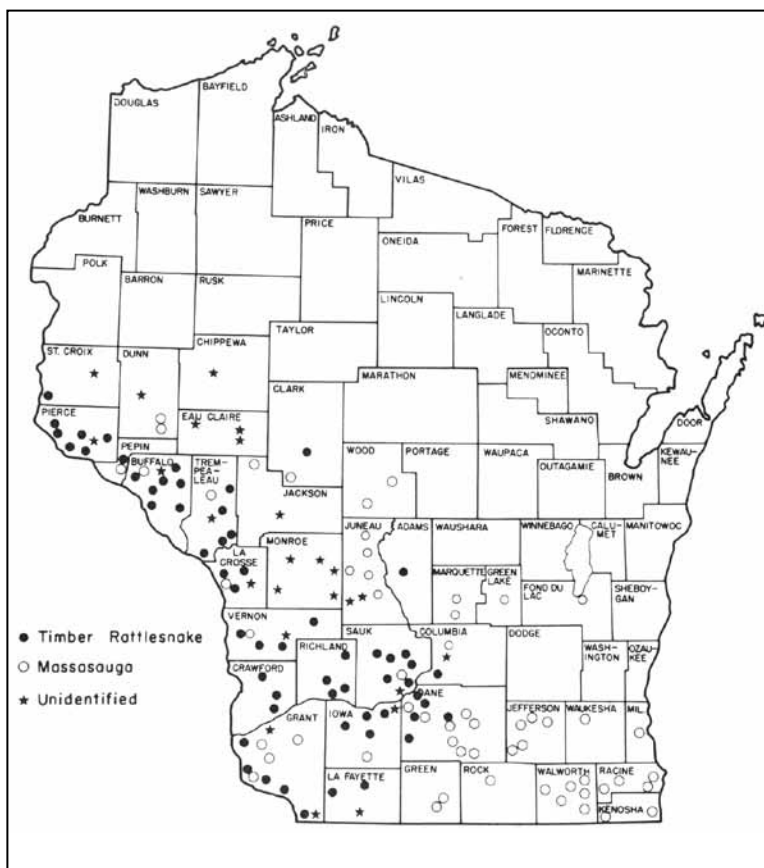 DOUGLAS
BAYFIELD
ASHLAND
IRON
VILAS
BURNETT
WASHBURN
SAWYER
PRICE
ONEIDA
FOREST
FLORENCE
MARINETTE
POLK
BARRON
RUSK
LINCOLN
LANGLADE
OCONTO
TAYLOR
ST. CROIX
DUNN
CHIPPEWA
MENOMINEE
MARATHON
CLARK
SHAWANO
DOOR
PIERCE
EAU CLAIRE
PEPIN
BUFFALO
TREM-
PEA-
LEAU
WOOD
PORTAGE
WAUPACA
OUTAGAMIE
BROWN
KEWAU-
NEE
JACKSON
JUNEAU
ADAMS
WAUSHARA
WINNEBAGO
CALU-
MET
MANITOWOC
MONROE
LA
CROSSE
MARQUETTE
GREEN
LAKE
FOND DU
LAC
SHEBOY-
GAN
VERNON
SAUK
COLUMBIA
DODGE
WASH-
INGTON
OZAU-
KEE
RICHLAND
CRAWFORD
DANE
JEFFERSON
WAUKESHA
MIL.
GRANT
IOWA
LA FAYETTE
GREEN
ROCK
WALWORTH
RACINE
KENOSHA
Timber Rattlesnake
Massasauga
Unidentified